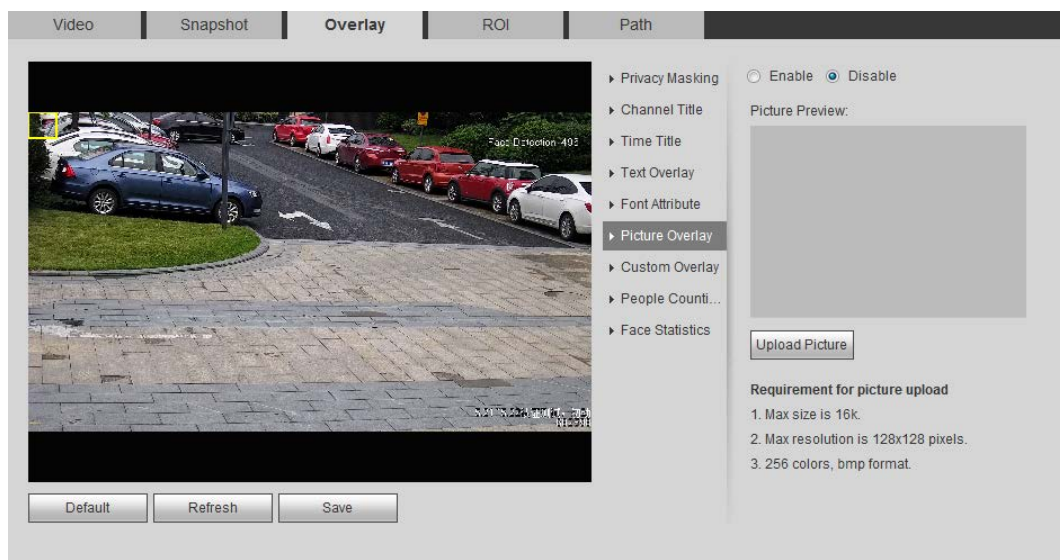 Video
Snapshot
Overlay
ROI
Path
Face Detection
Privacy Masking
Channel Title
Time Title
Text Overlay
Font Attribute
Picture Overlay
Custom Overlay
People Counti...
Face Statistics
Enable
Disable
Picture Preview:
Upload Picture
Requirement for picture upload
1. Max size is 16k.
2. Max resolution is 128x128 pixels.
3. 256 colors, bmp format.
Default
Refresh
Save